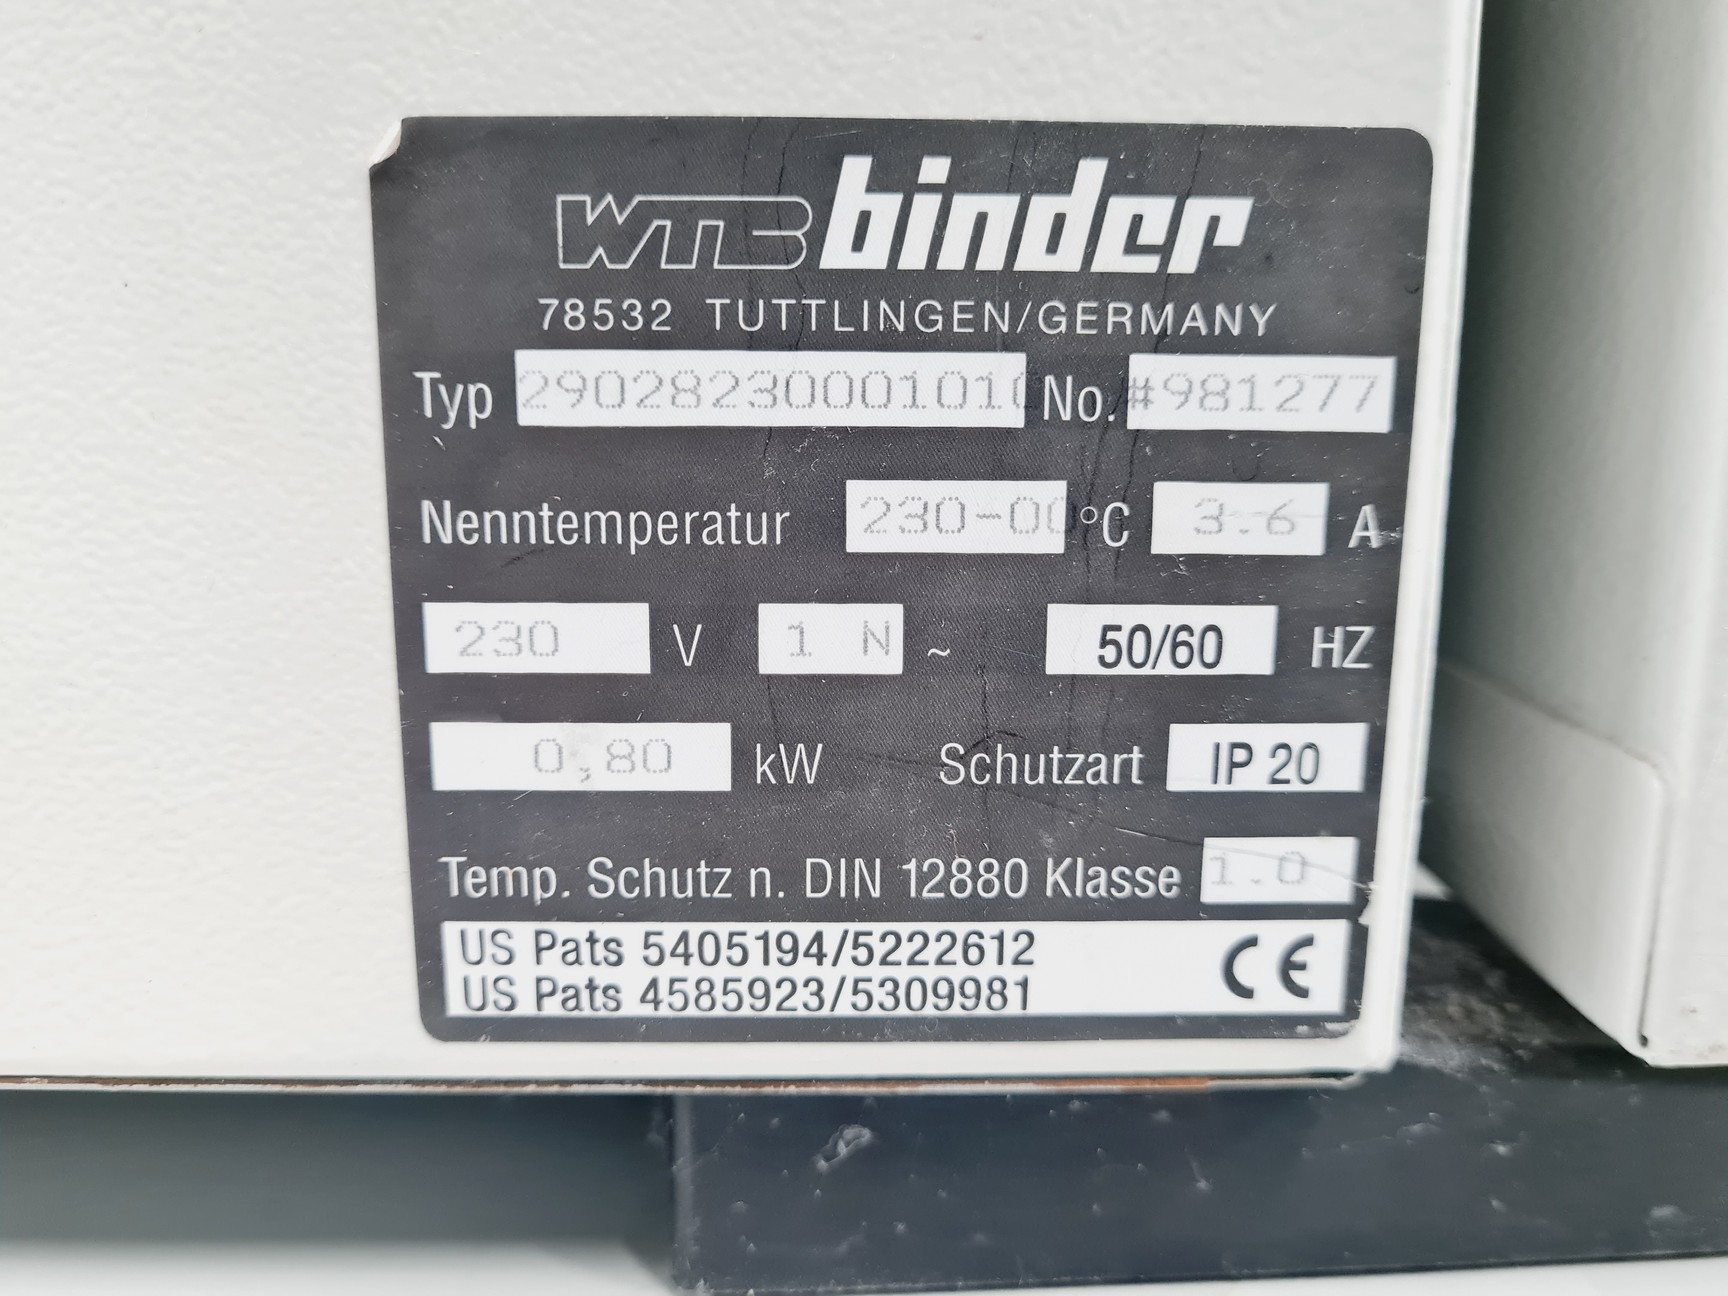 WTC binder
78532 TUTTLINGEN/GERMANY
Typ 29028230001010 No. #981277
Nenntemperatur 230-00 °C 3.6 A
230 V 1 N ~ 50/60 HZ
0,80 kW Schutzart IP 20
Temp. Schutz n. DIN 12880 Klasse 1.0
US Pats 5405194/5222612
US Pats 4585923/5309981
CE